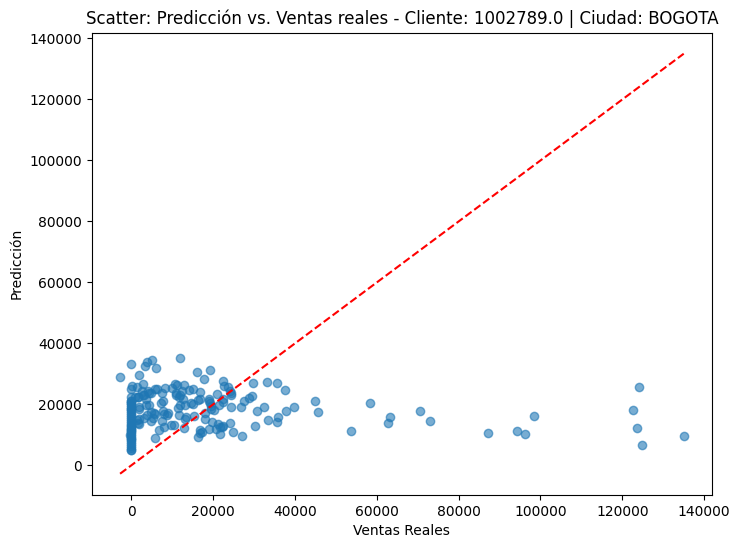 Scatter: Predicción vs. Ventas reales - Cliente: 1002789.0 | Ciudad: BOGOTA
140000
120000
100000
80000
60000
40000
20000
0
Predicción
0 20000 40000 60000 80000 100000 120000 140000
Ventas Reales